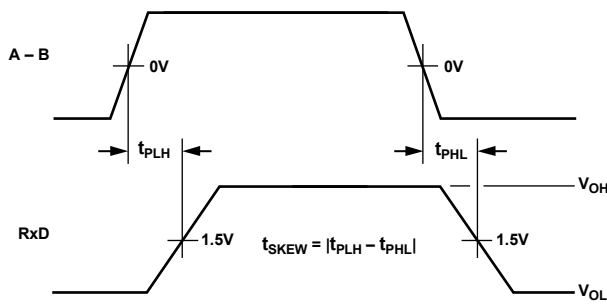 A – B
0V
0V
tPLH
tPHL
VOH
RxD
1.5V
tSKEW = |tPLH – tPHL|
1.5V
VOL